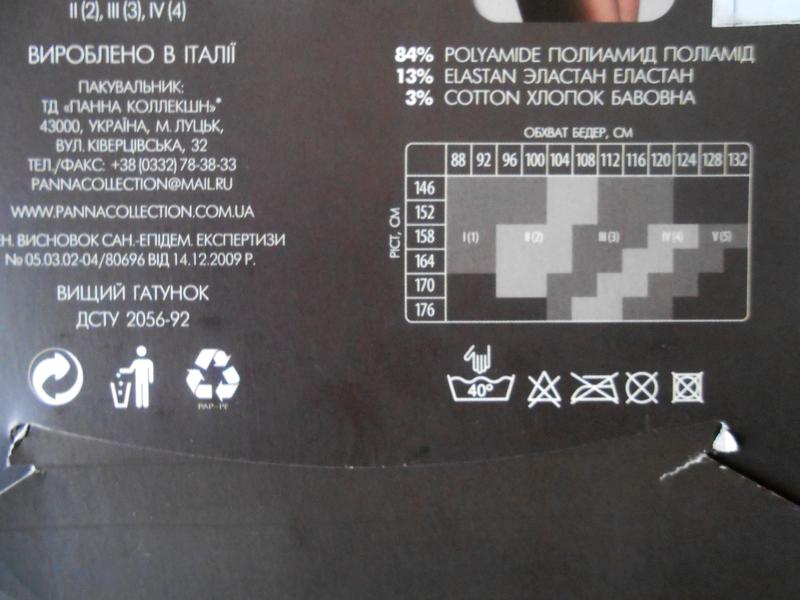 II (2), III (3), IV (4)
ВИРОБЛЕНО В ІТАЛІЇ
ПАКУВАЛЬНИК:
ТД «ПАННА КОЛЛЕКШН»*
43000, УКРАЇНА, М. ЛУЦЬК,
ВУЛ. КІВЕРЦІВСЬКА, 32
ТЕЛ./ФАКС: +38 (0332) 78-38-33
PANNACOLLECTION@MAIL.RU
WWW.PANNACOLLECTION.COM.UA
ВИСНОВОК САН.-ЕПІДЕМ. ЕКСПЕРТИЗИ
№ 05.03.02-04/80696 ВІД 14.12.2009 Р.
ВИЩИЙ ҐАТУНОК
ДСТУ 2056-92
PAP-PE
84% POLYAMIDE ПОЛИАМИД ПОЛІАМІД
13% ELASTAN ЭЛАСТАН ЕЛАСТАН
3% COTTON ХЛОПОК БАВОВНА
ОБХВАТ БЕДЕР, СМ
88 92 96 100 104 108 112 116 120 124 128 132
РІСТ, СМ
146
152
158 I (1) II (2) III (3) IV (4) V (5)
164
170
176
40°